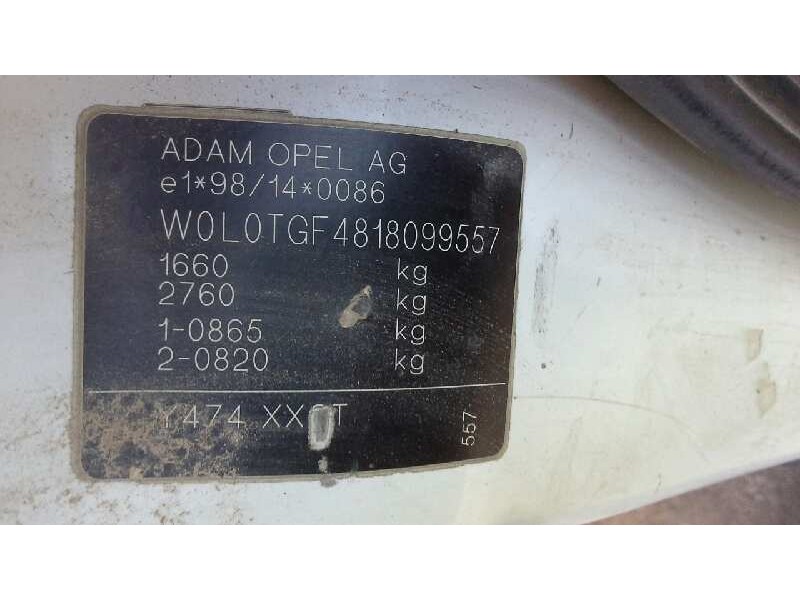 ADAM OPEL AG
e1*98/14*0086
W0L0TGF4818099557
1660 kg
2760 kg
1-0865 kg
2-0820 kg
Y474
557